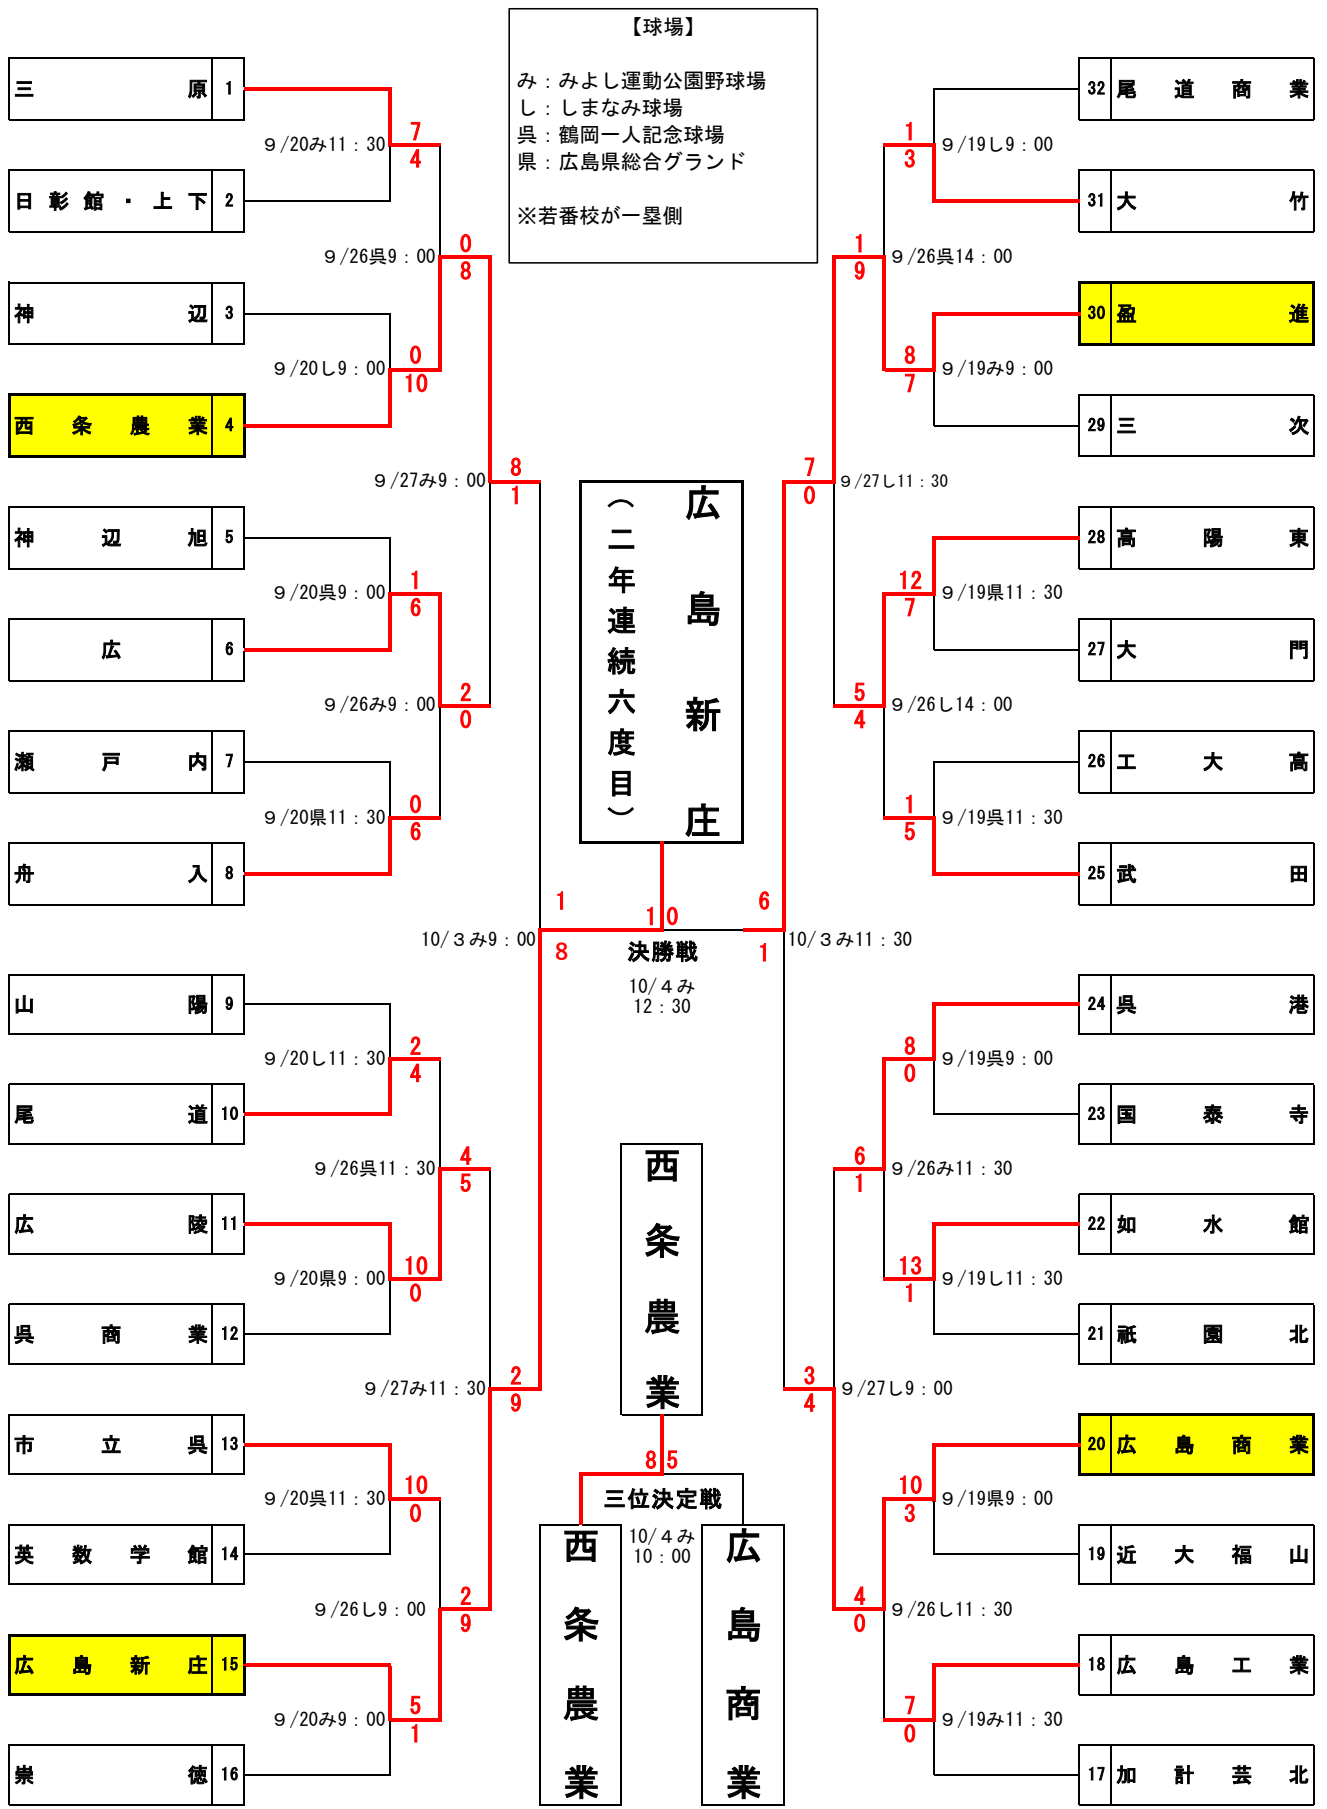 【球場】
み：みよし運動公園野球場
し：しまなみ球場
呉：鶴岡一人記念球場
県：広島県総合グランド
※若番校が一塁側
三原 1
9/20み11：30
7
4
日彰館・上下 2
9/26呉9：00
0
8
神辺 3
9/20し9：00
0
10
西条農業 4
9/27み9：00
8
1
神辺旭 5
9/20呉9：00
1
6
広 6
9/26み9：00
2
0
瀬戸内 7
9/20県11：30
0
6
舟入 8
10/3み9：00
1
8
山陽 9
9/20し11：30
2
4
尾道 10
9/26呉11：30
4
5
広陵 11
9/20県9：00
10
0
呉商業 12
9/27み11：30
2
9
市立呉 13
9/20呉11：30
10
0
英数学館 14
9/26し9：00
2
9
広島新庄 15
9/20み9：00
5
1
崇徳 16
広島新庄
（二年連続六度目）
1 0
決勝戦
10/4み
12：30
西条農業
8 5
三位決定戦
10/4み
10：00
西条農業
広島商業
32 尾道商業
1
3
9/19し9：00
31 大竹
1
9
9/26呉14：00
30 盈進
8
7
9/19み9：00
29 三次
7
0
9/27し11：30
28 高陽東
12
7
9/19県11：30
27 大門
5
4
9/26し14：00
26 工大高
1
5
9/19呉11：30
25 武田
6
1
10/3み11：30
24 呉港
8
0
9/19呉9：00
23 国泰寺
6
1
9/26み11：30
22 如水館
13
1
9/19し11：30
21 祇園北
3
4
9/27し9：00
20 広島商業
10
3
9/19県9：00
19 近大福山
4
0
9/26し11：30
18 広島工業
7
0
9/19み11：30
17 加計芸北